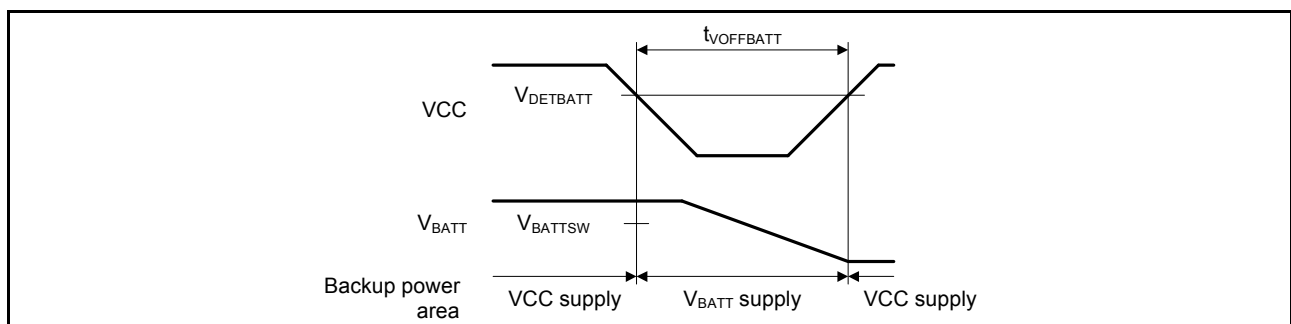 tVOFFBATT
VDETBATT
VCC
VBATT
VBATTSW
Backup power
area
VCC supply
VBATT supply
VCC supply